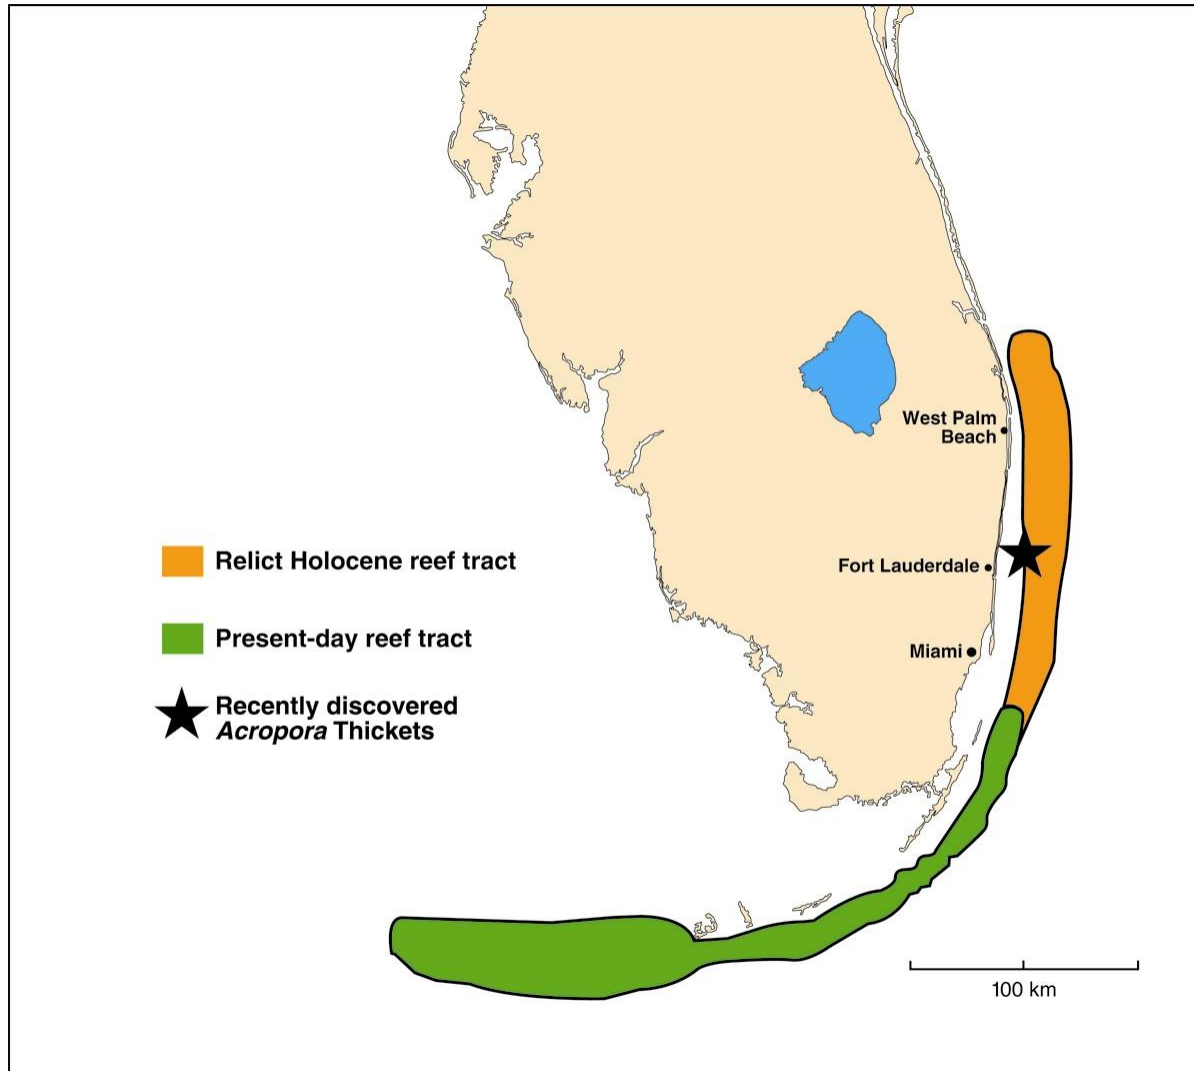 West Palm
Beach
Fort Lauderdale
Miami
Relict Holocene reef tract
Present-day reef tract
Recently discovered
Acropora Thickets
100 km